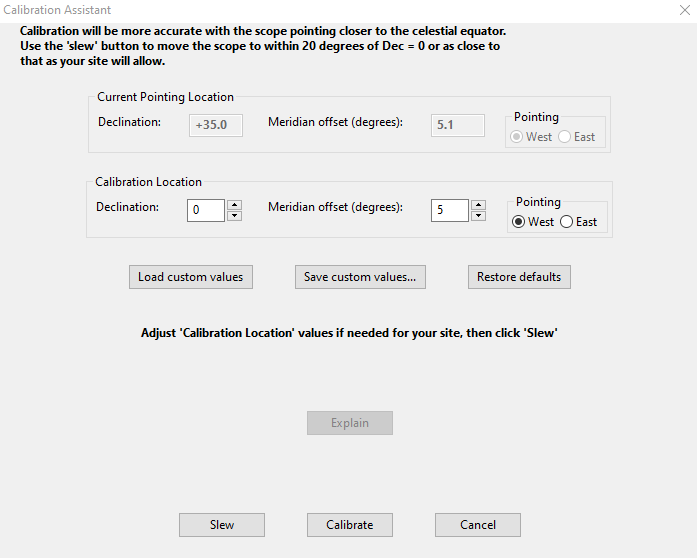 Calibration Assistant
Calibration will be more accurate with the scope pointing closer to the celestial equator.
Use the 'slew' button to move the scope to within 20 degrees of Dec = 0 or as close to
that as your site will allow.
Current Pointing Location
Declination: +35.0 Meridian offset (degrees): 5.1
Pointing
West East
Calibration Location
Declination: 0 Meridian offset (degrees): 5
Pointing
West East
Load custom values Save custom values... Restore defaults
Adjust 'Calibration Location' values if needed for your site, then click 'Slew'
Explain
Slew Calibrate Cancel